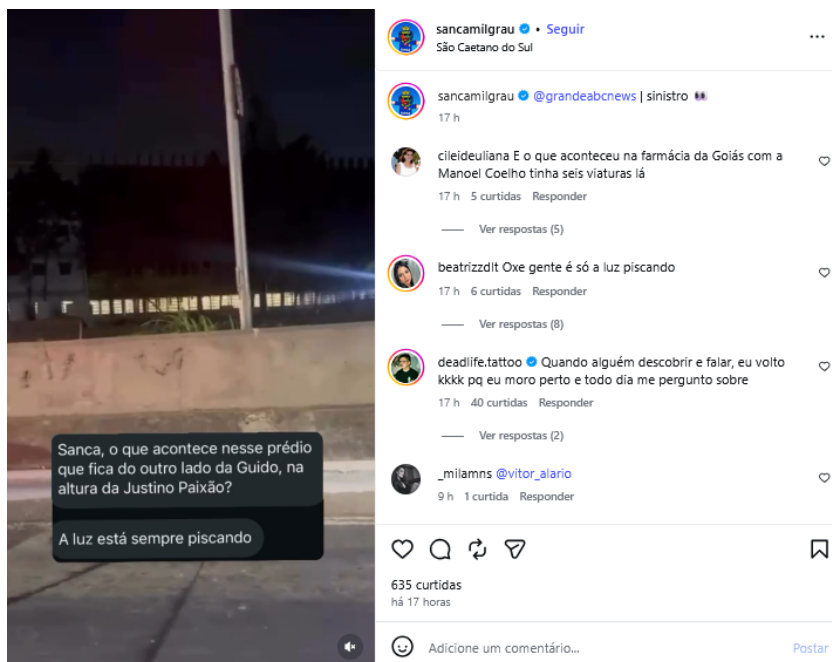 Sanca, o que acontece nesse prédio
que fica do outro lado da Guido, na
altura da Justino Paixão?
A luz está sempre piscando
sancamilgrau • Seguir
São Caetano do Sul
sancamilgrau @grandeabcnews | sinistro 👀
17 h
cileideuliana E o que aconteceu na farmácia da Goiás com a
Manoel Coelho tinha seis viaturas lá
17 h 5 curtidas Responder
Ver respostas (5)
beatrizzdlt Oxe gente é só a luz piscando
17 h 6 curtidas Responder
Ver respostas (8)
deadlife.tattoo Quando alguém descobrir e falar, eu volto
kkkk pq eu moro perto e todo dia me pergunto sobre
17 h 40 curtidas Responder
Ver respostas (2)
_milamns @vitor_alario
9 h 1 curtida Responder
635 curtidas
há 17 horas
Adicione um comentário... Postar